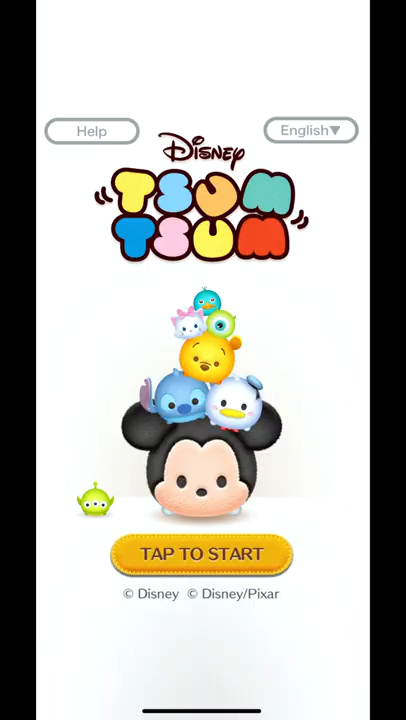 Help
English▼
Disney
TSUM
TSUM
TAP TO START
© Disney © Disney/Pixar